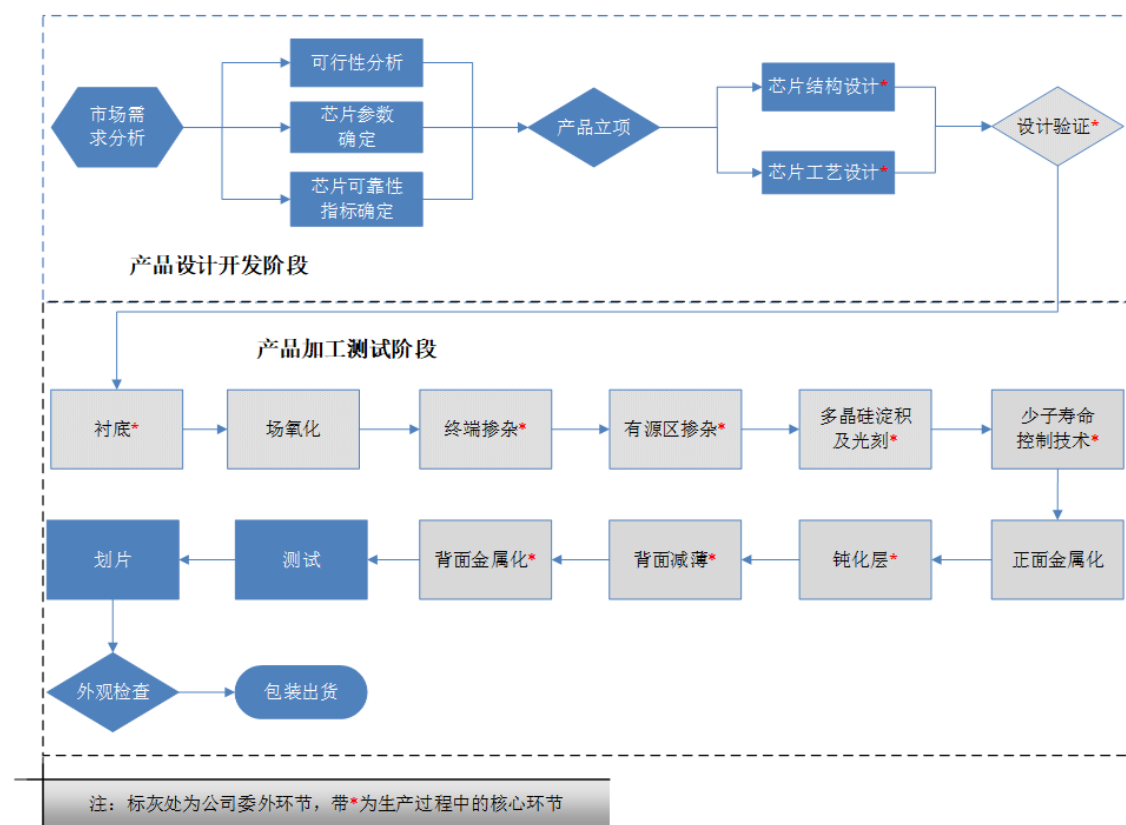 市场需
求分析
可行性分析
芯片参数
确定
芯片可靠性
指标确定
产品立项
芯片结构设计*
芯片工艺设计*
设计验证*
产品设计开发阶段
产品加工测试阶段
衬底*
场氧化
终端掺杂*
有源区掺杂*
多晶硅淀积
及光刻*
少子寿命
控制技术*
正面金属化
钝化层*
背面减薄*
背面金属化*
测试
划片
外观检查
包装出货
注：标灰处为公司委外环节，带*为生产过程中的核心环节